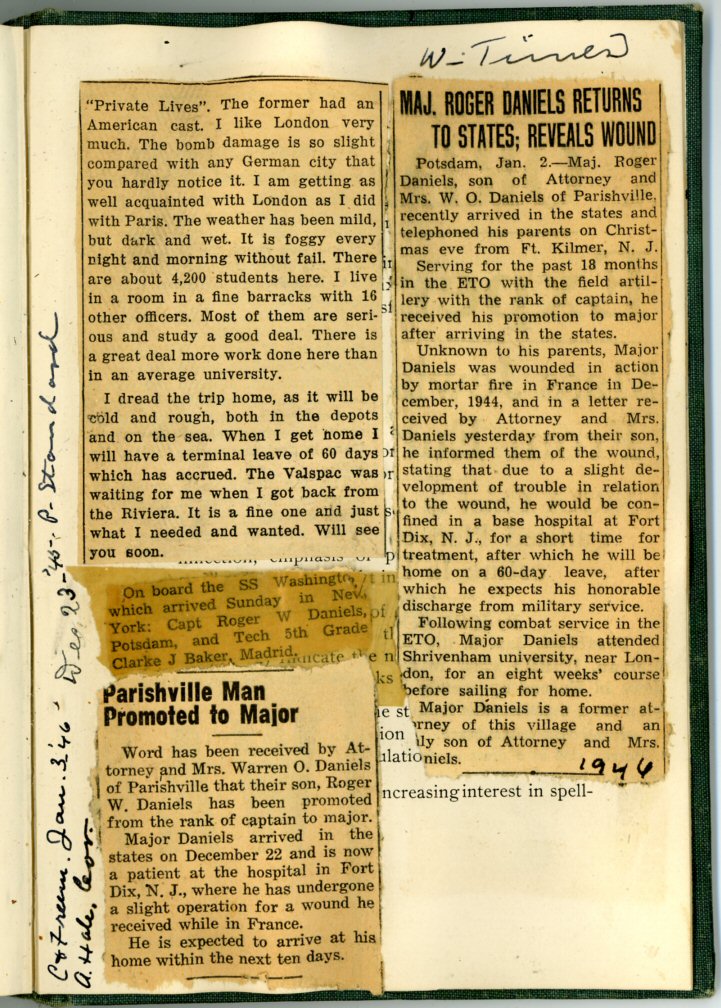 W-Times
"Private Lives". The former had an
American cast. I like London very
much. The bomb damage is so slight
compared with any German city that
you hardly notice it. I am getting as
well acquainted with London as I did
with Paris. The weather has been mild,
but dark and wet. It is foggy every
night and morning without fail. There
are about 4,200 students here. I live
in a room in a fine barracks with 16
other officers. Most of them are seri-
ous and study a good deal. There is
a great deal more work done here than
in an average university.
I dread the trip home, as it will be
cold and rough, both in the depots
and on the sea. When I get home I
will have a terminal leave of 60 days
which has accrued. The Valspac was
waiting for me when I got back from
the Riviera. It is a fine one and just
what I needed and wanted. Will see
you soon.
On board the SS Washington,
which arrived Sunday in New
York: Capt Roger W Daniels,
Potsdam, and Tech 5th Grade
Clarke J Baker, Madrid.
Parishville Man
Promoted to Major
Word has been received by At-
torney and Mrs. Warren O. Daniels
of Parishville that their son, Roger
W. Daniels has been promoted
from the rank of captain to major.
Major Daniels arrived in the
states on December 22 and is now
a patient at the hospital in Fort
Dix, N. J., where he has undergone
a slight operation for a wound he
received while in France.
He is expected to arrive at his
home within the next ten days.
MAJ. ROGER DANIELS RETURNS
TO STATES; REVEALS WOUND
Potsdam, Jan. 2.—Maj. Roger
Daniels, son of Attorney and
Mrs. W. O. Daniels of Parishville,
recently arrived in the states and
telephoned his parents on Christ-
mas eve from Ft. Kilmer, N. J.
Serving for the past 18 months
in the ETO with the field artil-
lery with the rank of captain, he
received his promotion to major
after arriving in the states.
Unknown to his parents, Major
Daniels was wounded in action
by mortar fire in France in De-
cember, 1944, and in a letter re-
ceived by Attorney and Mrs.
Daniels yesterday from their son,
he informed them of the wound,
stating that due to a slight de-
velopment of trouble in relation
to the wound, he would be con-
fined in a base hospital at Fort
Dix, N. J., for a short time for
treatment, after which he will be
home on a 60-day leave, after
which he expects his honorable
discharge from military service.
Following combat service in the
ETO, Major Daniels attended
Shrivenham university, near Lon-
don, for an eight weeks' course
before sailing for home.
Major Daniels is a former at-
rney of this village and an
ly son of Attorney and Mrs.
niels.
1946
ncreasing interest in spell-
Dec 23-'45- P- Standard
Jan. 3, '46-
A. Hale, Cor.